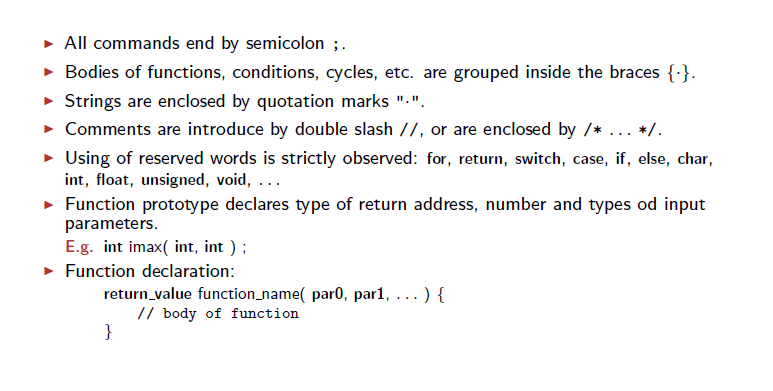 ▶ All commands end by semicolon ;.
▶ Bodies of functions, conditions, cycles, etc. are grouped inside the braces {·}.
▶ Strings are enclosed by quotation marks "·".
▶ Comments are introduce by double slash //, or are enclosed by /* ... */.
▶ Using of reserved words is strictly observed: for, return, switch, case, if, else, char,
int, float, unsigned, void, ...
▶ Function prototype declares type of return address, number and types od input
parameters.
E.g. int imax( int, int ) ;
▶ Function declaration:
return_value function_name( par0, par1, ... ) {
// body of function
}